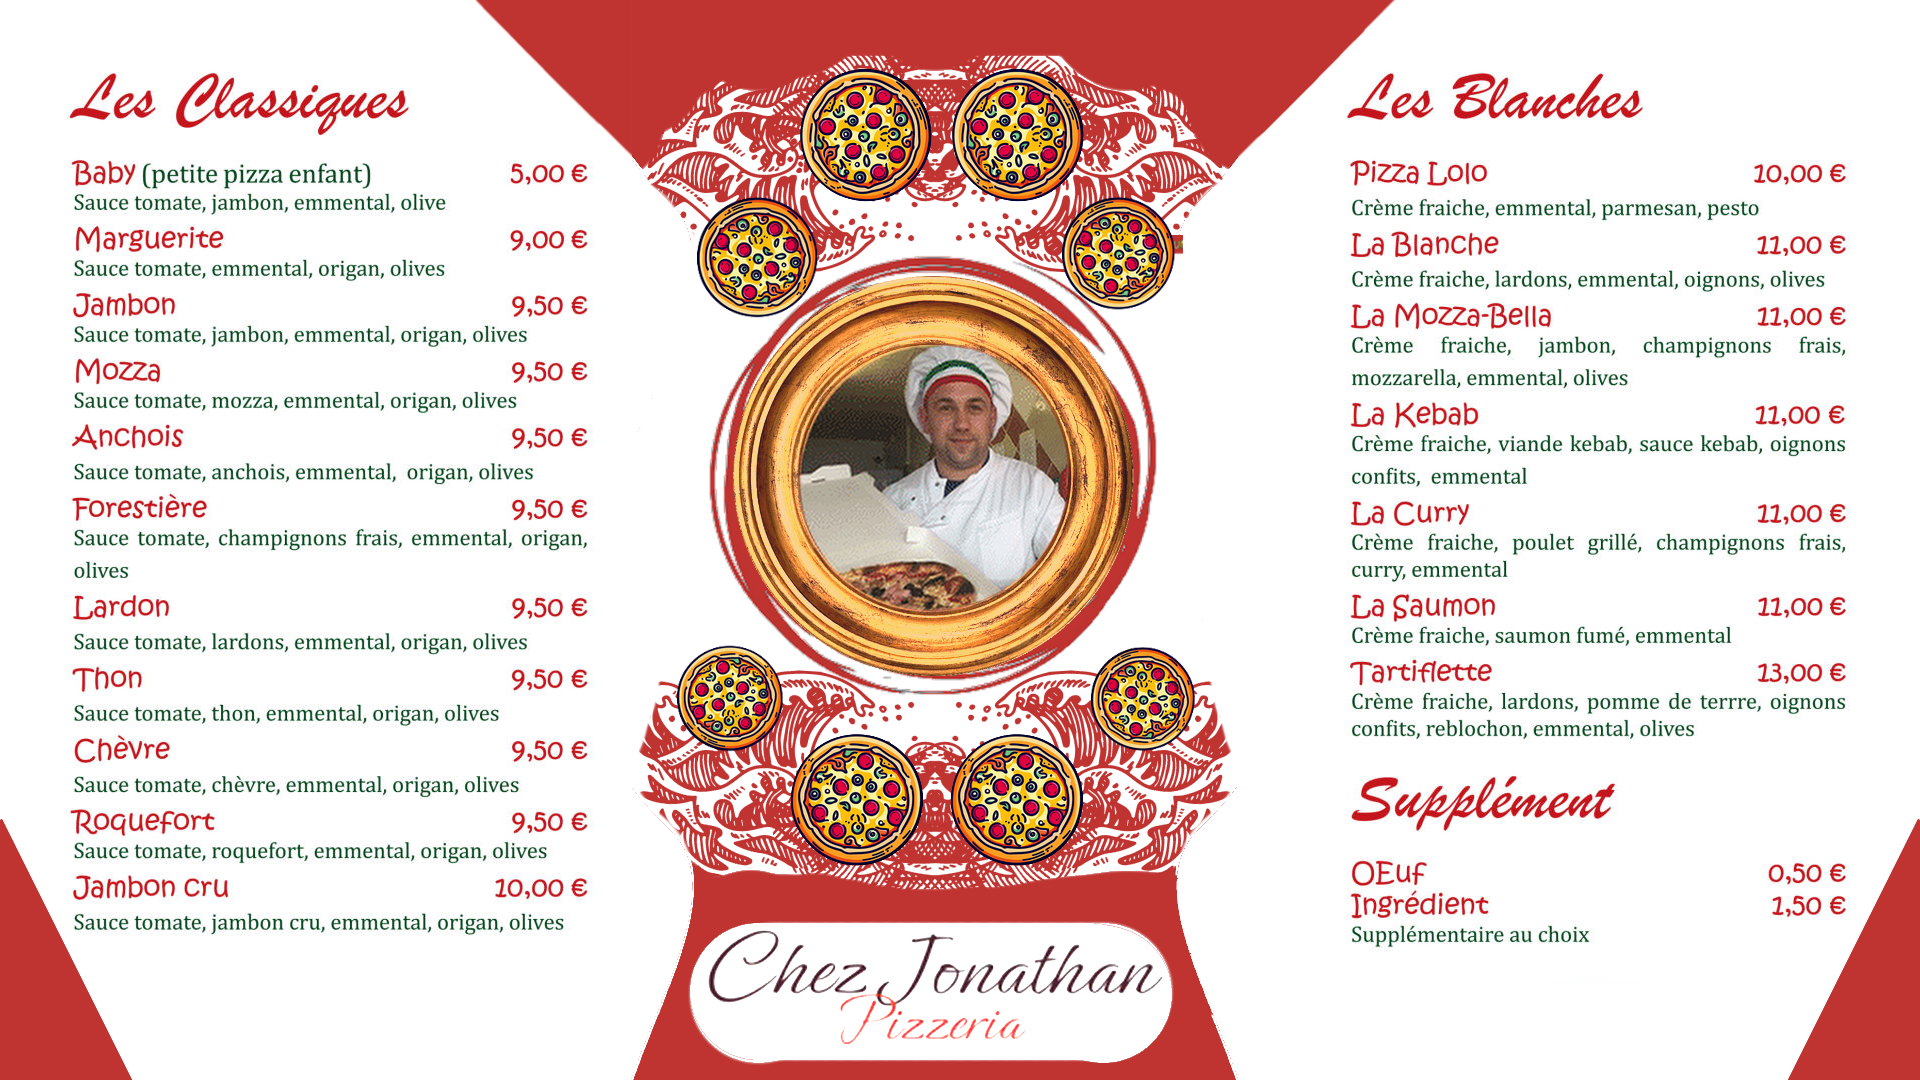 Les Classiques
Baby (petite pizza enfant) 5,00 €
Sauce tomate, jambon, emmental, olive
Marguerite 9,00 €
Sauce tomate, emmental, origan, olives
Jambon 9,50 €
Sauce tomate, jambon, emmental, origan, olives
Mozza 9,50 €
Sauce tomate, mozza, emmental, origan, olives
Anchois 9,50 €
Sauce tomate, anchois, emmental, origan, olives
Forestière 9,50 €
Sauce tomate, champignons frais, emmental, origan,
olives
Lardon 9,50 €
Sauce tomate, lardons, emmental, origan, olives
Thon 9,50 €
Sauce tomate, thon, emmental, origan, olives
Chèvre 9,50 €
Sauce tomate, chèvre, emmental, origan, olives
Roquefort 9,50 €
Sauce tomate, roquefort, emmental, origan, olives
Jambon cru 10,00 €
Sauce tomate, jambon cru, emmental, origan, olives
Chez Jonathan
Pizzeria
Les Blanches
Pizza Lolo 10,00 €
Crème fraiche, emmental, parmesan, pesto
La Blanche 11,00 €
Crème fraiche, lardons, emmental, oignons, olives
La Mozza-Bella 11,00 €
Crème fraiche, jambon, champignons frais,
mozzarella, emmental, olives
La Kebab 11,00 €
Crème fraiche, viande kebab, sauce kebab, oignons
confits, emmental
La Curry 11,00 €
Crème fraiche, poulet grillé, champignons frais,
curry, emmental
La Saumon 11,00 €
Crème fraiche, saumon fumé, emmental
Tartiflette 13,00 €
Crème fraiche, lardons, pomme de terrre, oignons
confits, reblochon, emmental, olives
Supplément
OEuf 0,50 €
Ingrédient 1,50 €
Supplémentaire au choix